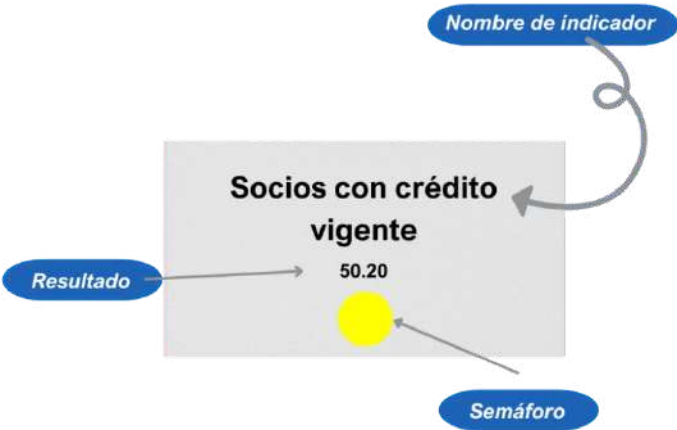 Nombre de indicador
Socios con crédito
vigente
50.20
Resultado
Semáforo